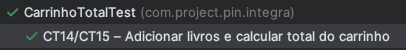 CarrinhoTotalTest (com.project.pin.integra)
CT14/CT15 – Adicionar livros e calcular total do carrinho